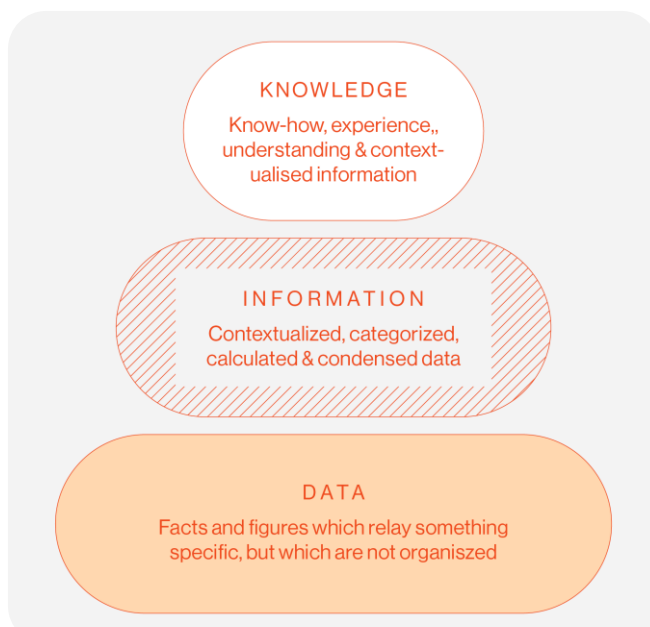 KNOWLEDGE
Know-how, experience,,
understanding & context-
ualised information
INFORMATION
Contextualized, categorized,
calculated & condensed data
DATA
Facts and figures which relay something
specific, but which are not organiszed